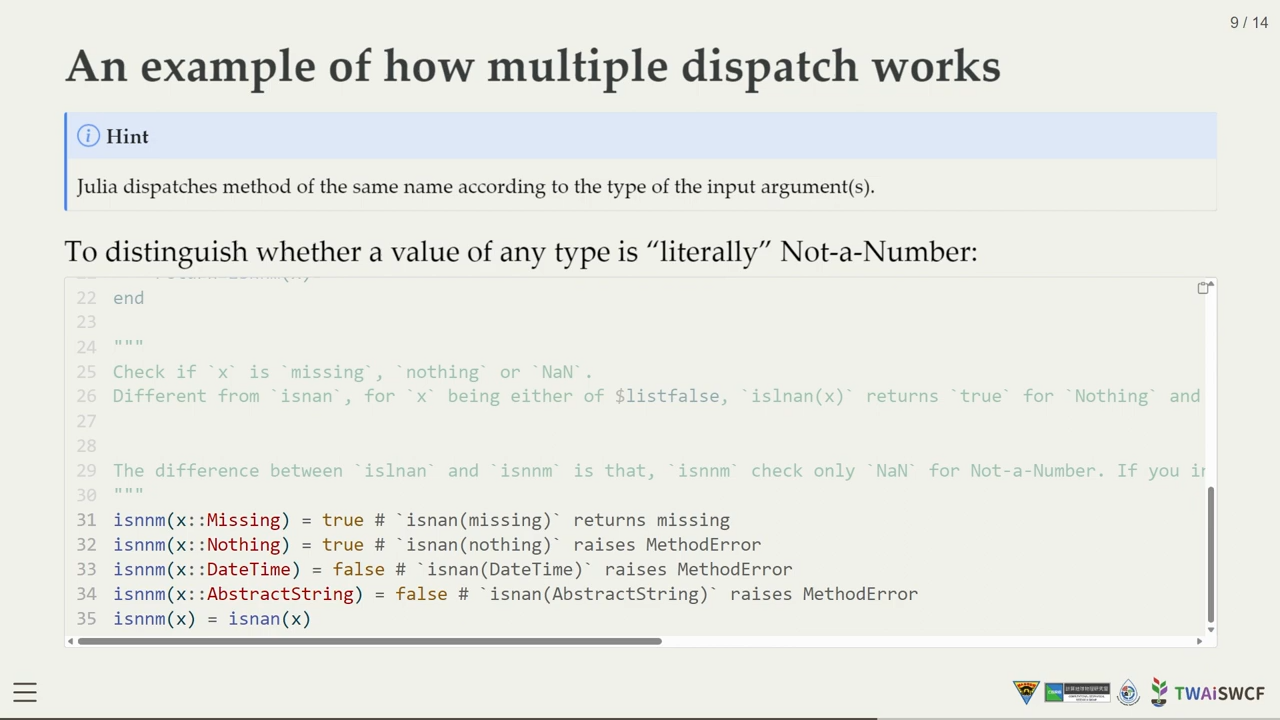 9 / 14
An example of how multiple dispatch works
Hint
Julia dispatches method of the same name according to the type of the input argument(s).
To distinguish whether a value of any type is “literally” Not-a-Number:
22 end
23
24 """
25 Check if `x` is `missing`, `nothing` or `NaN`.
26 Different from `isnan`, for `x` being either of $listfalse, `islnan(x)` returns `true` for `Nothing` and
27
28
29 The difference between `islnan` and `isnnm` is that, `isnnm` check only `NaN` for Not-a-Number. If you
30 """
31 isnnm(x::Missing) = true # `isnan(missing)` returns missing
32 isnnm(x::Nothing) = true # `isnan(nothing)` raises MethodError
33 isnnm(x::DateTime) = false # `isnan(DateTime)` raises MethodError
34 isnnm(x::AbstractString) = false # `isnan(AbstractString)` raises MethodError
35 isnnm(x) = isnan(x)
TWAiSWCF